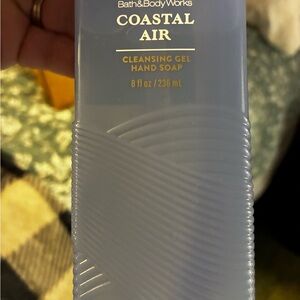 Bath&BodyWorks
COASTAL
AIR
CLEANSING GEL
HAND SOAP
8 fl oz / 236 mL